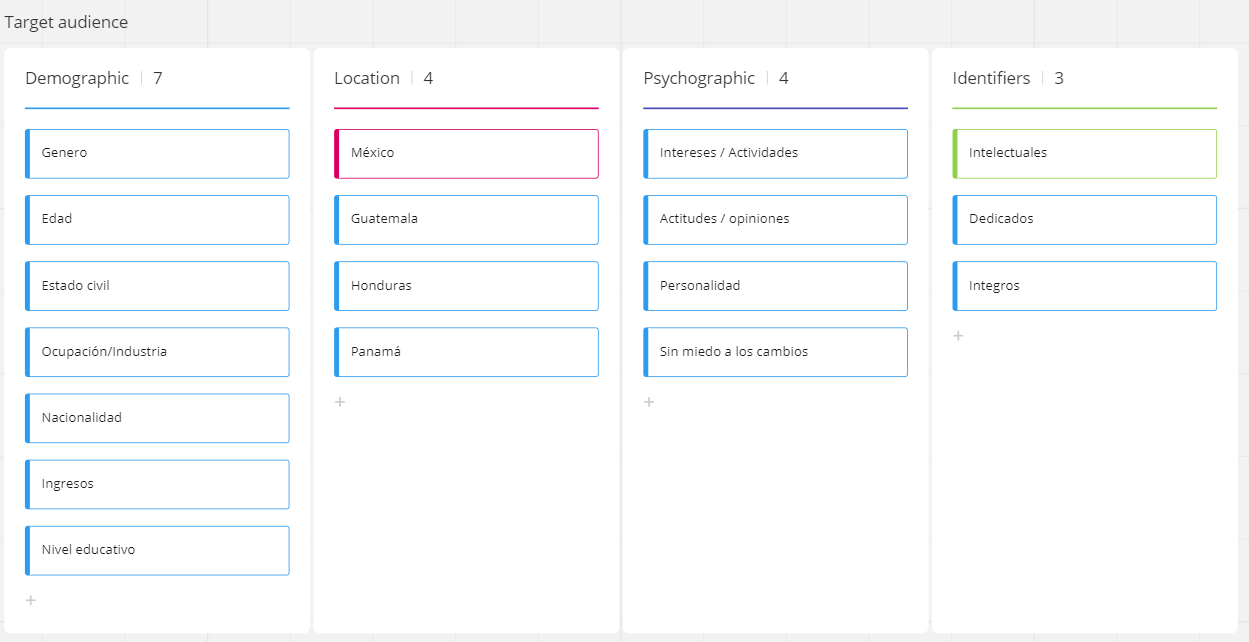 Target audience
Demographic | 7
Genero
Edad
Estado civil
Ocupación/Industria
Nacionalidad
Ingresos
Nivel educativo
+
Location | 4
México
Guatemala
Honduras
Panamá
+
Psychographic | 4
Intereses / Actividades
Actitudes / opiniones
Personalidad
Sin miedo a los cambios
+
Identifiers | 3
Intelectuales
Dedicados
Integros
+